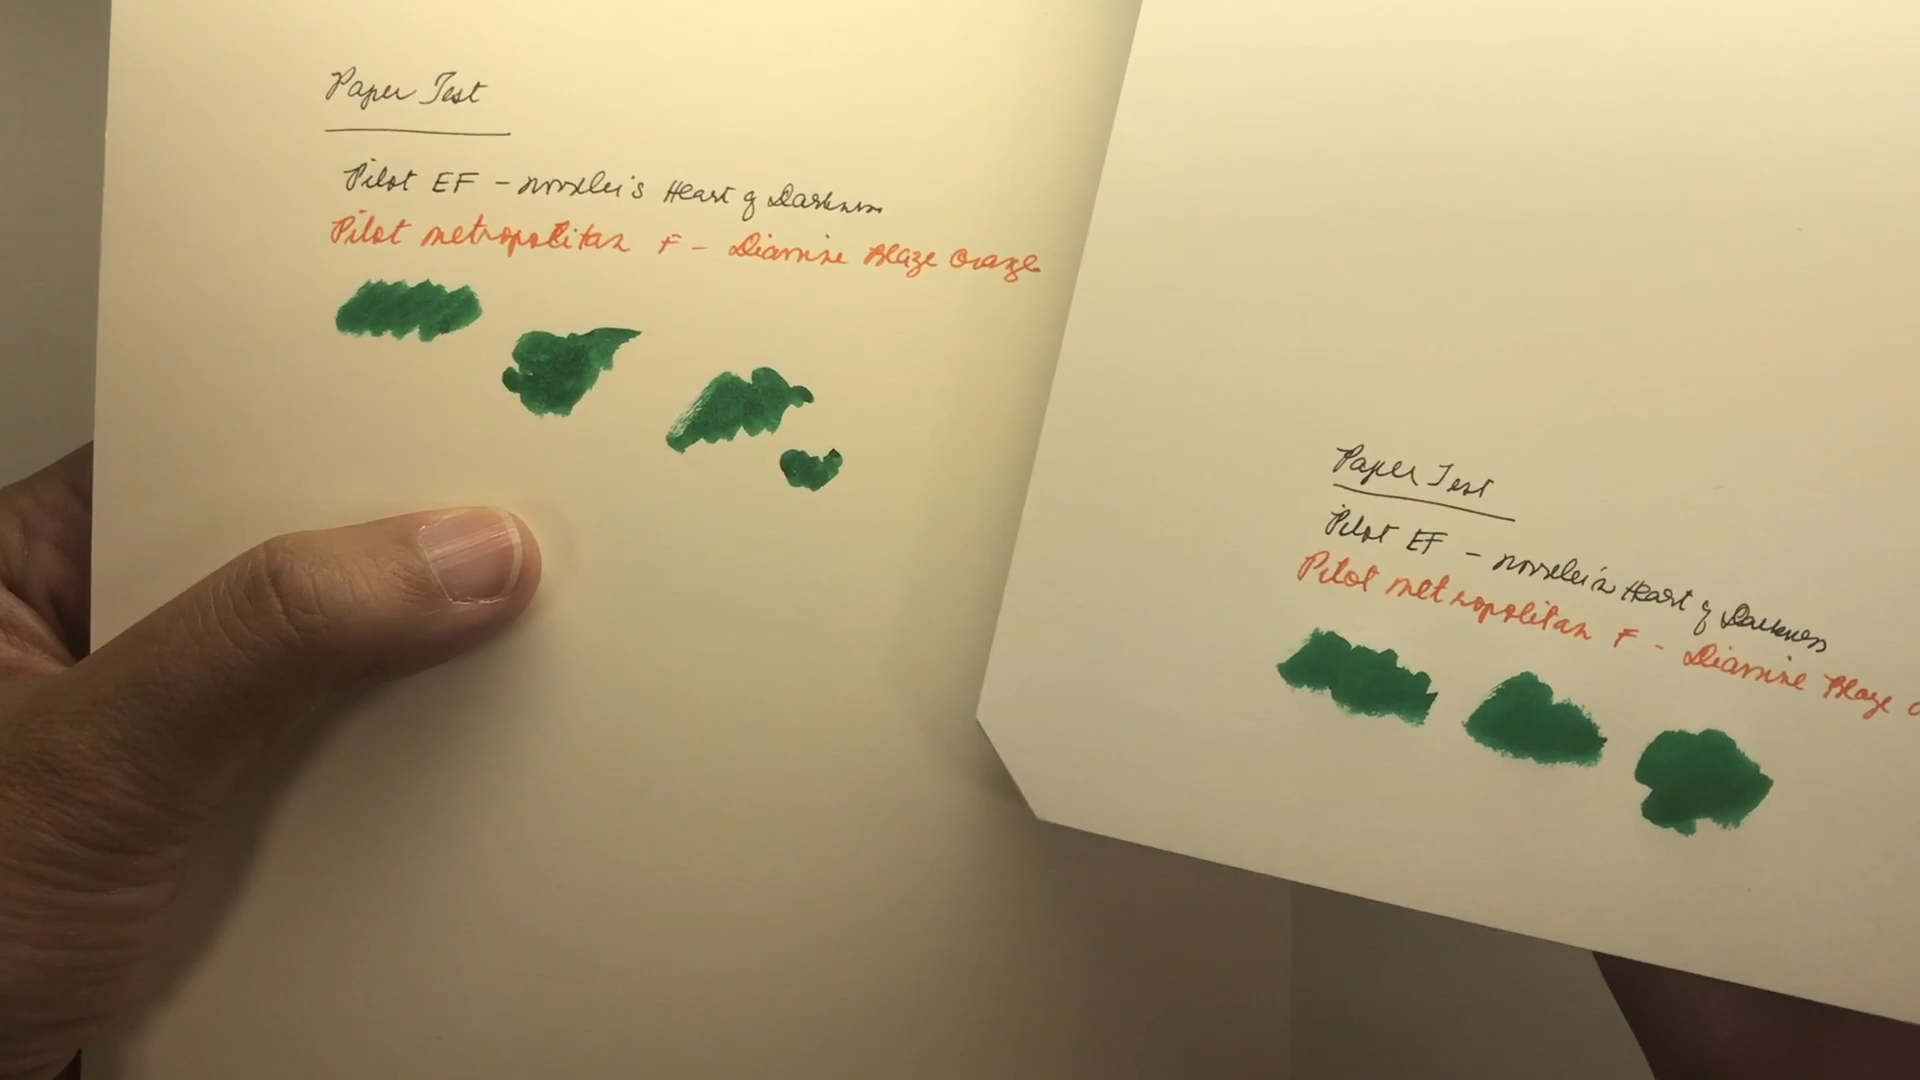 Paper Test
Pilot EF - Noodler's Heart of Darkness
Pilot metropolitan F - Diamine Blaze Orange
Paper Test
Pilot EF - Noodler's Heart of Darkness
Pilot metropolitan F - Diamine Blaze